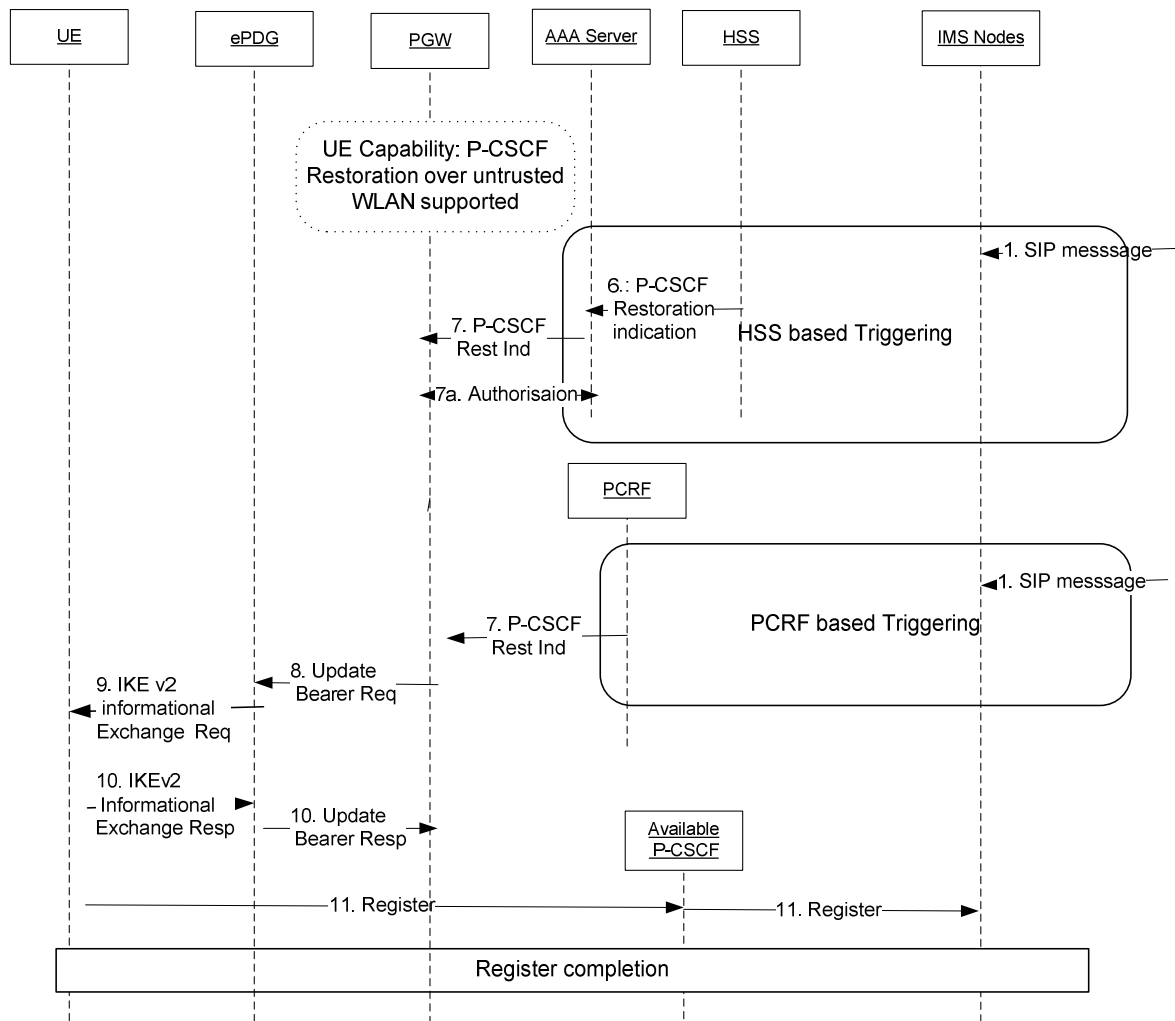 UE
ePDG
PGW
AAA Server
HSS
IMS Nodes
UE Capability: P-CSCF
Restoration over untrusted
WLAN supported
1. SIP messsage
6.: P-CSCF
Restoration
indication
7. P-CSCF
Rest Ind
HSS based Triggering
7a. Authorisaion
PCRF
1. SIP messsage
7. P-CSCF
Rest Ind
PCRF based Triggering
8. Update
Bearer Req
9. IKE v2
informational
Exchange Req
10. IKEv2
Informational
Exchange Resp
10. Update
Bearer Resp
Available
P-CSCF
11. Register
11. Register
Register completion